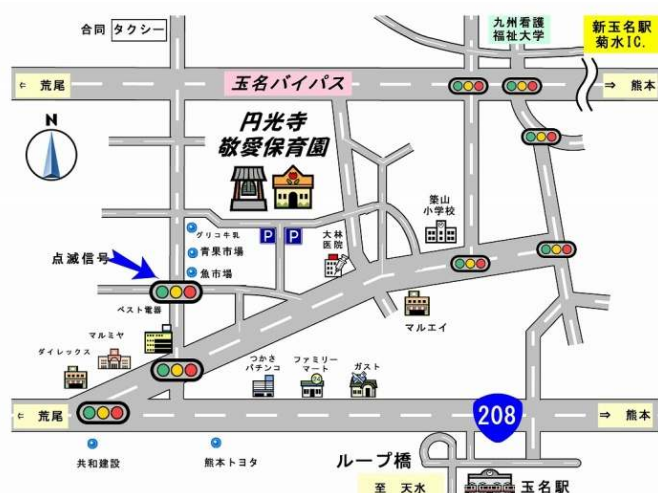 合同 タクシー
九州看護
福祉大学
新玉名駅
菊水IC.
⇦ 荒尾
玉名バイパス
⇒ 熊本
N
円光寺
敬愛保育園
築山
小学校
グリコ牛乳
P P
大林
医院
青果市場
点滅信号
魚市場
ベスト電器
マルエイ
マルミヤ
ダイレックス
つかさ
パチンコ
ファミリー
マート
ガスト
⇦ 荒尾
208
⇒ 熊本
共和建設
熊本トヨタ
ループ橋
至 天水
玉名駅